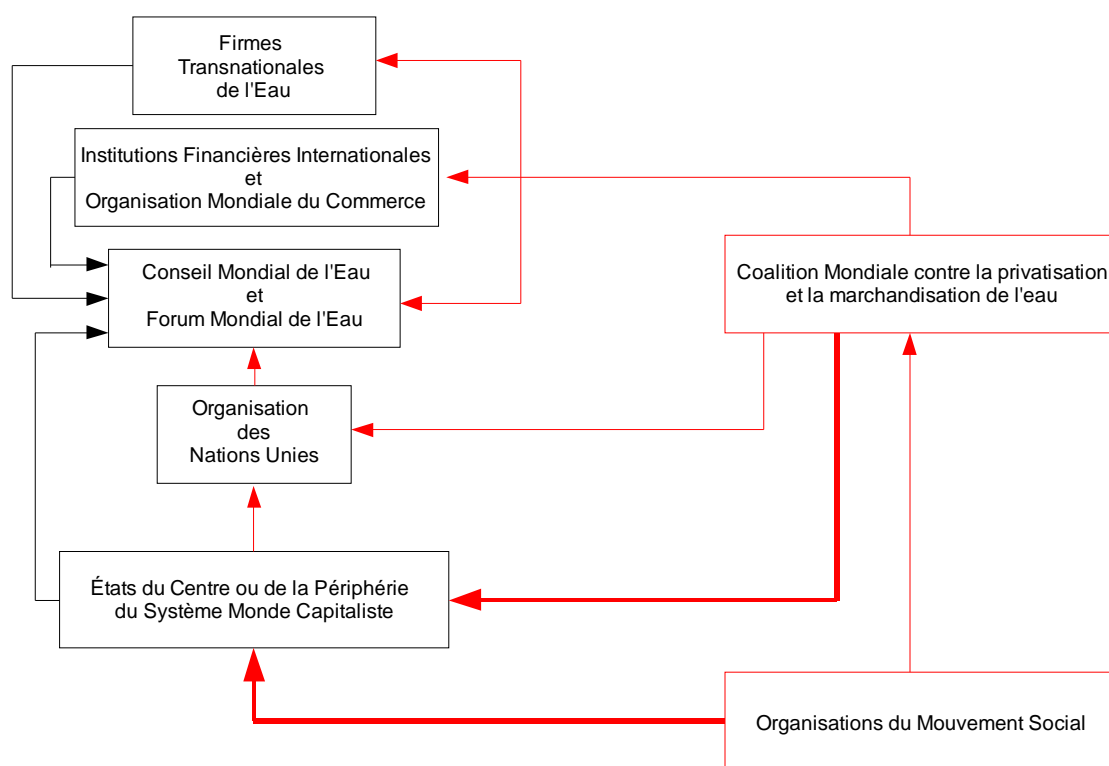 Firmes
Transnationales
de l'Eau
Institutions Financières Internationales
et
Organisation Mondiale du Commerce
Conseil Mondial de l'Eau
et
Forum Mondial de l'Eau
Coalition Mondiale contre la privatisation
et la marchandisation de l'eau
Organisation
des
Nations Unies
États du Centre ou de la Périphérie
du Système Monde Capitaliste
Organisations du Mouvement Social